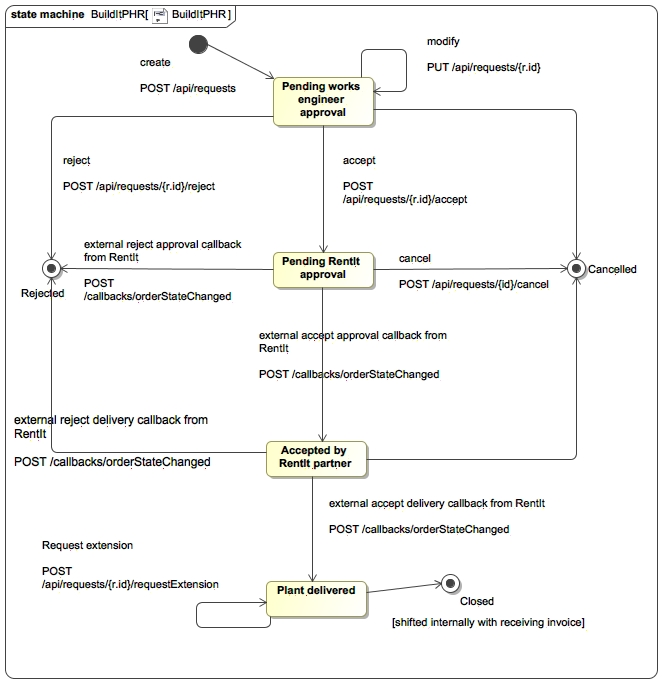 state machine BuildItPHR[ BuildItPHR ]
create
POST /api/requests
modify
PUT /api/requests/{r.id}
Pending works
engineer
approval
reject
POST /api/requests/{r.id}/reject
accept
POST
/api/requests/{r.id}/accept
external reject approval callback
from RentIt
POST
/callbacks/orderStateChanged
Pending RentIt
approval
cancel
POST /api/requests/{id}/cancel
Rejected
Cancelled
external accept approval callback from
RentIt
POST /callbacks/orderStateChanged
external reject delivery callback from
RentIt
POST /callbacks/orderStateChanged
Accepted by
RentIt partner
external accept delivery callback from RentIt
POST /callbacks/orderStateChanged
Request extension
POST
/api/requests/{r.id}/requestExtension
Plant delivered
Closed
[shifted internally with receiving invoice]